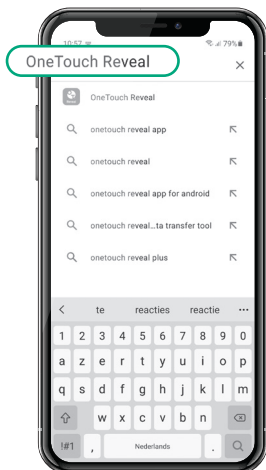 10:57
79%
OneTouch Reveal
OneTouch Reveal
onetouch reveal app
onetouch reveal
onetouch reveal app for android
onetouch reveal...ta transfer tool
onetouch reveal plus
te reacties reactie
1 2 3 4 5 6 7 8 9 0
a z e r t y u i o p
q s d f g h j k l m
w x c v b n
!#1 , Nederlands .